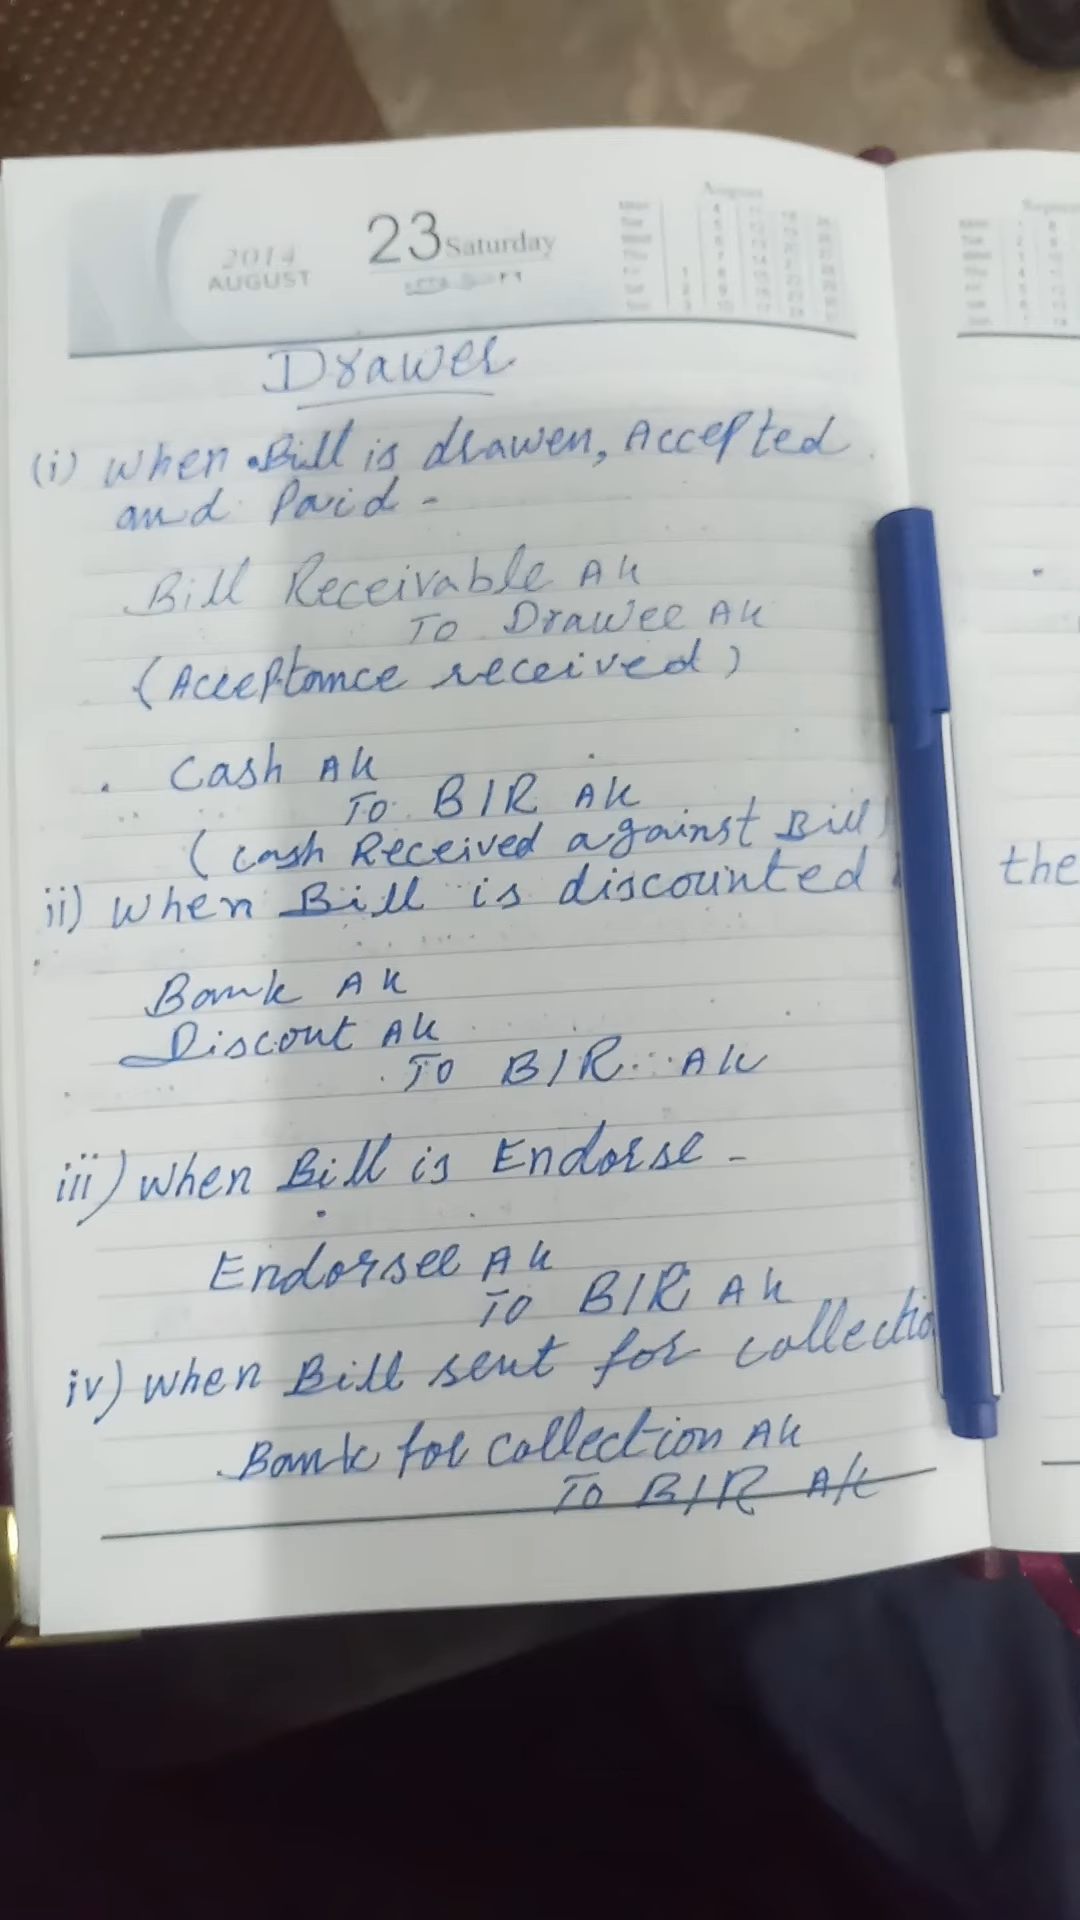 2014
AUGUST
23 Saturday
August
Drawer
(i) When Bill is drawen, Accepted
and Paid -
Bill Receivable A/c
To Drawee A/c
(Acceptance received)
Cash A/c
To B/R A/c
(Cash Received against Bill)
ii) When Bill is discounted
the
Bank A/c
Discout A/c
To B/R A/c
iii) When Bill is Endorse -
Endorsee A/c
To B/R A/c
iv) When Bill sent for collectio
Bank for collection A/c
To B/R A/c